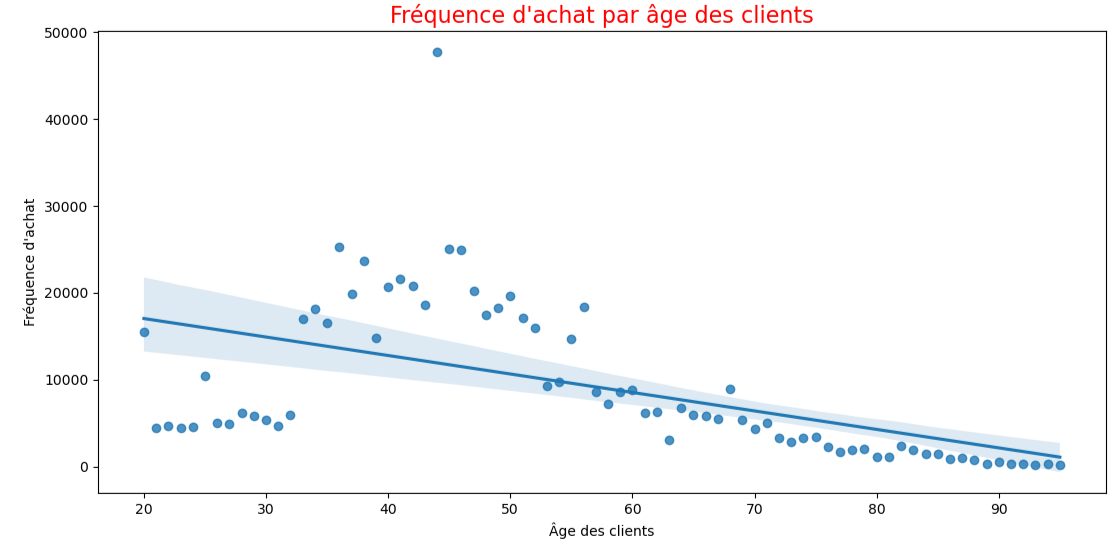 Fréquence d'achat par âge des clients
50000
40000
30000
20000
10000
0
Fréquence d'achat
20 30 40 50 60 70 80 90
Âge des clients